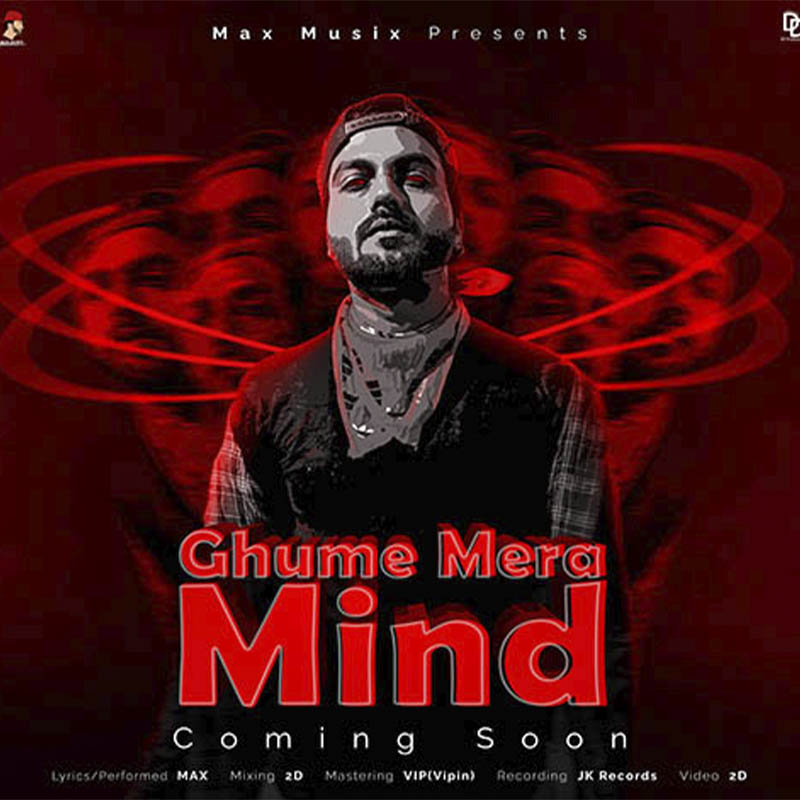 Max Musix Presents
Ghume Mera
Mind
Coming Soon
Lyrics/Performed MAX Mixing 2D Mastering VIP(Vipin) Recording JK Records Video 2D